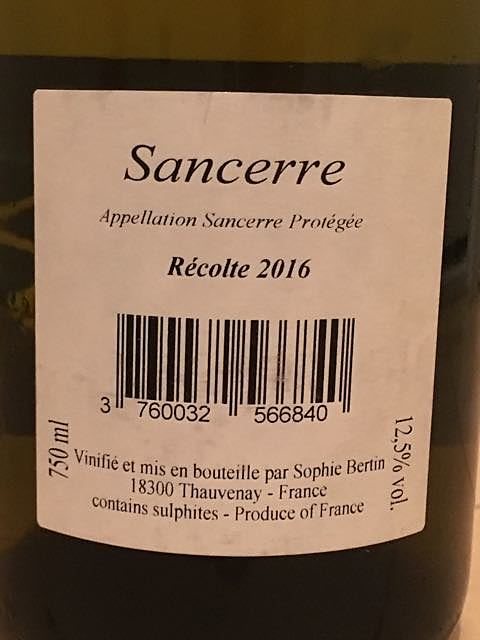 Sancerre
Appellation Sancerre Protégée
Récolte 2016
3 760032 566840
750 ml
12,5% vol.
Vinifié et mis en bouteille par Sophie Bertin
18300 Thauvenay - France
contains sulphites - Produce of France